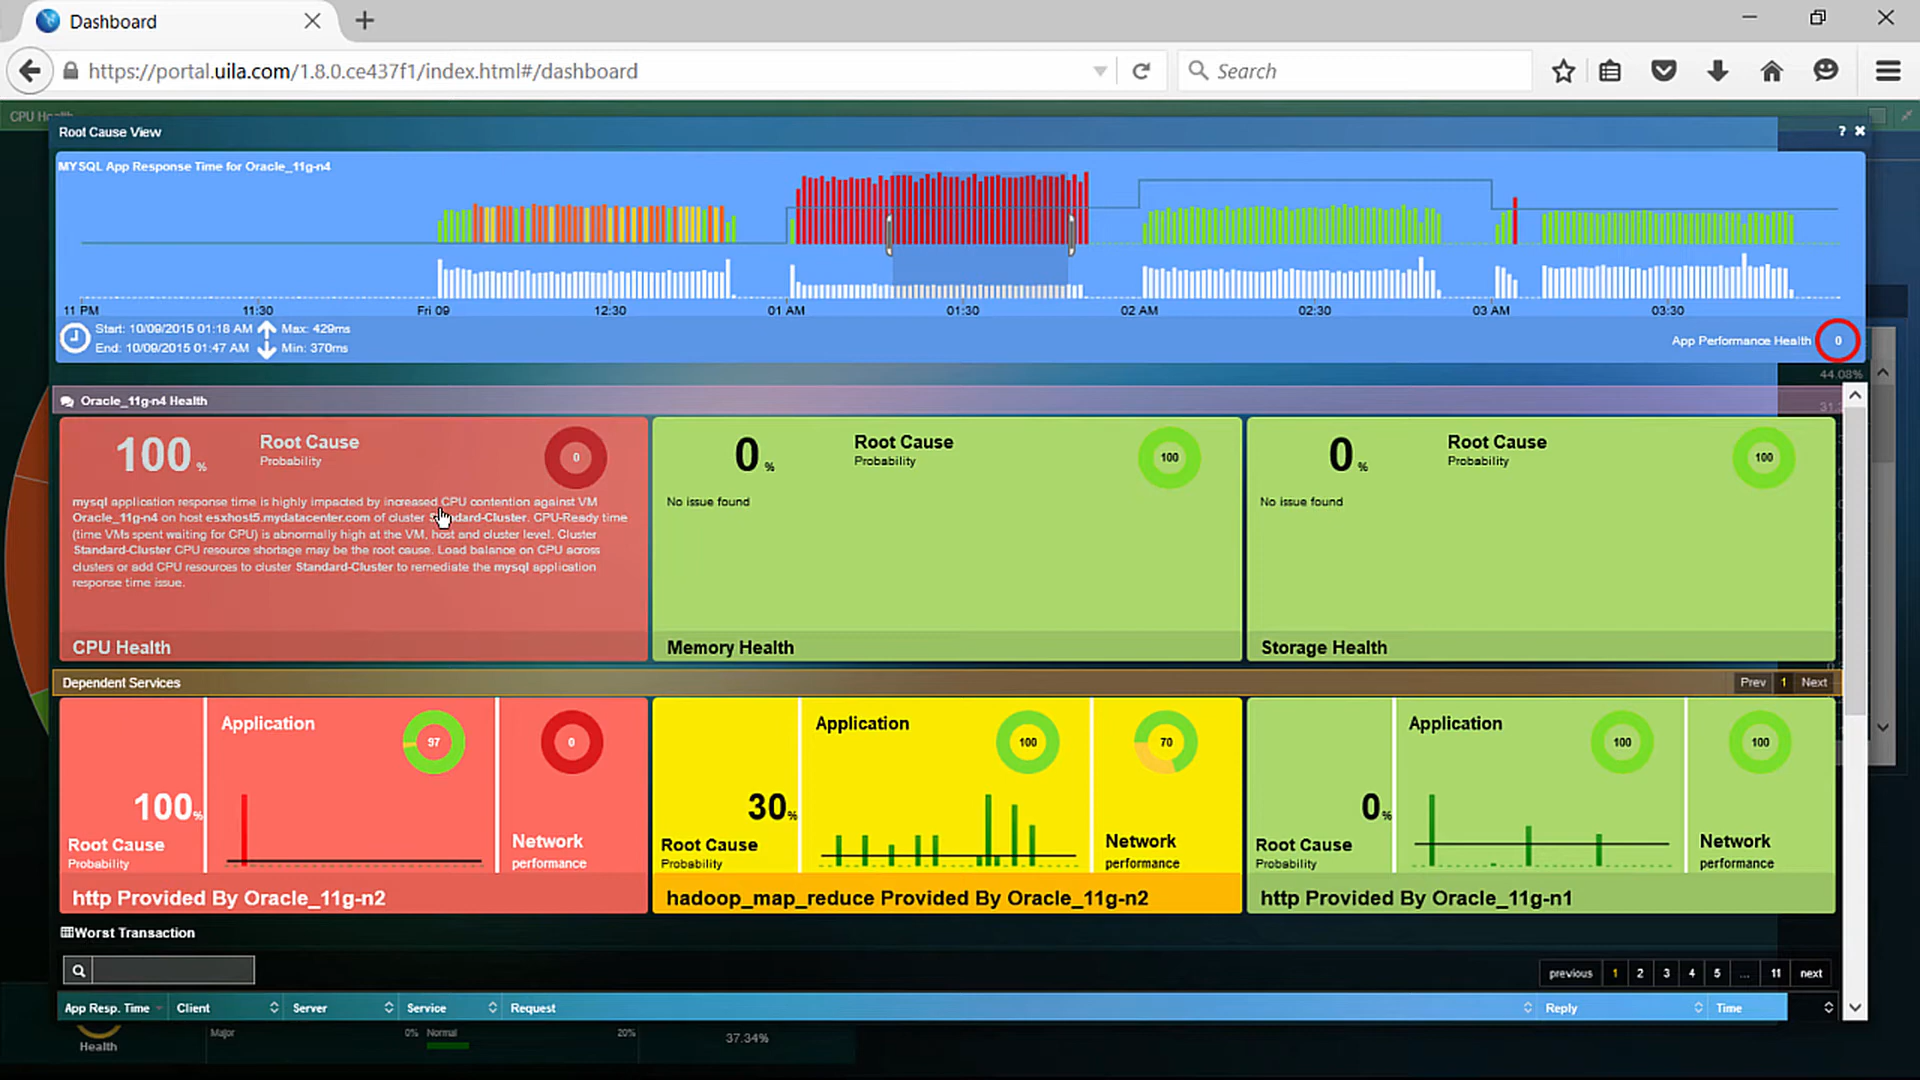 Dashboard
https://portal.uila.com/1.8.0.ce437f1/index.html#/dashboard
Search
CPU
Root Cause View
?
MYSQL App Response Time for Oracle_11g-n4
11 PM 11:30 Fri 09 12:30 01 AM 01:30 02 AM 02:30 03 AM 03:30
Start: 10/09/2015 01:18 AM Max: 429ms
End: 10/09/2015 01:47 AM Min: 370ms
App Performance Health 0
44.08%
Oracle_11g-n4 Health
100 % Root Cause
Probability
0
mysql application response time is highly impacted by increased CPU contention against VM
Oracle_11g-n4 on host esxhost5.mydatacenter.com of cluster Standard-Cluster. CPU-Ready time
(time VMs spent waiting for CPU) is abnormally high at the VM, host and cluster level. Cluster
Standard-Cluster CPU resource shortage may be the root cause. Load balance on CPU across
clusters or add CPU resources to cluster Standard-Cluster to remediate the mysql application
response time issue.
CPU Health
0 % Root Cause
Probability
100
No issue found
Memory Health
0 % Root Cause
Probability
100
No issue found
Storage Health
Dependent Services
Prev 1 Next
Application
97
0
100%
Root Cause
Probability
Network
performance
http Provided By Oracle_11g-n2
Application
100
70
30%
Root Cause
Probability
Network
performance
hadoop_map_reduce Provided By Oracle_11g-n2
Application
100
100
0%
Root Cause
Probability
Network
performance
http Provided By Oracle_11g-n1
Worst Transaction
previous 1 2 3 4 5 ... 11 next
App Resp. Time Client Server Service Request Reply Time
Health
Major 0% Normal 20%
37.34%